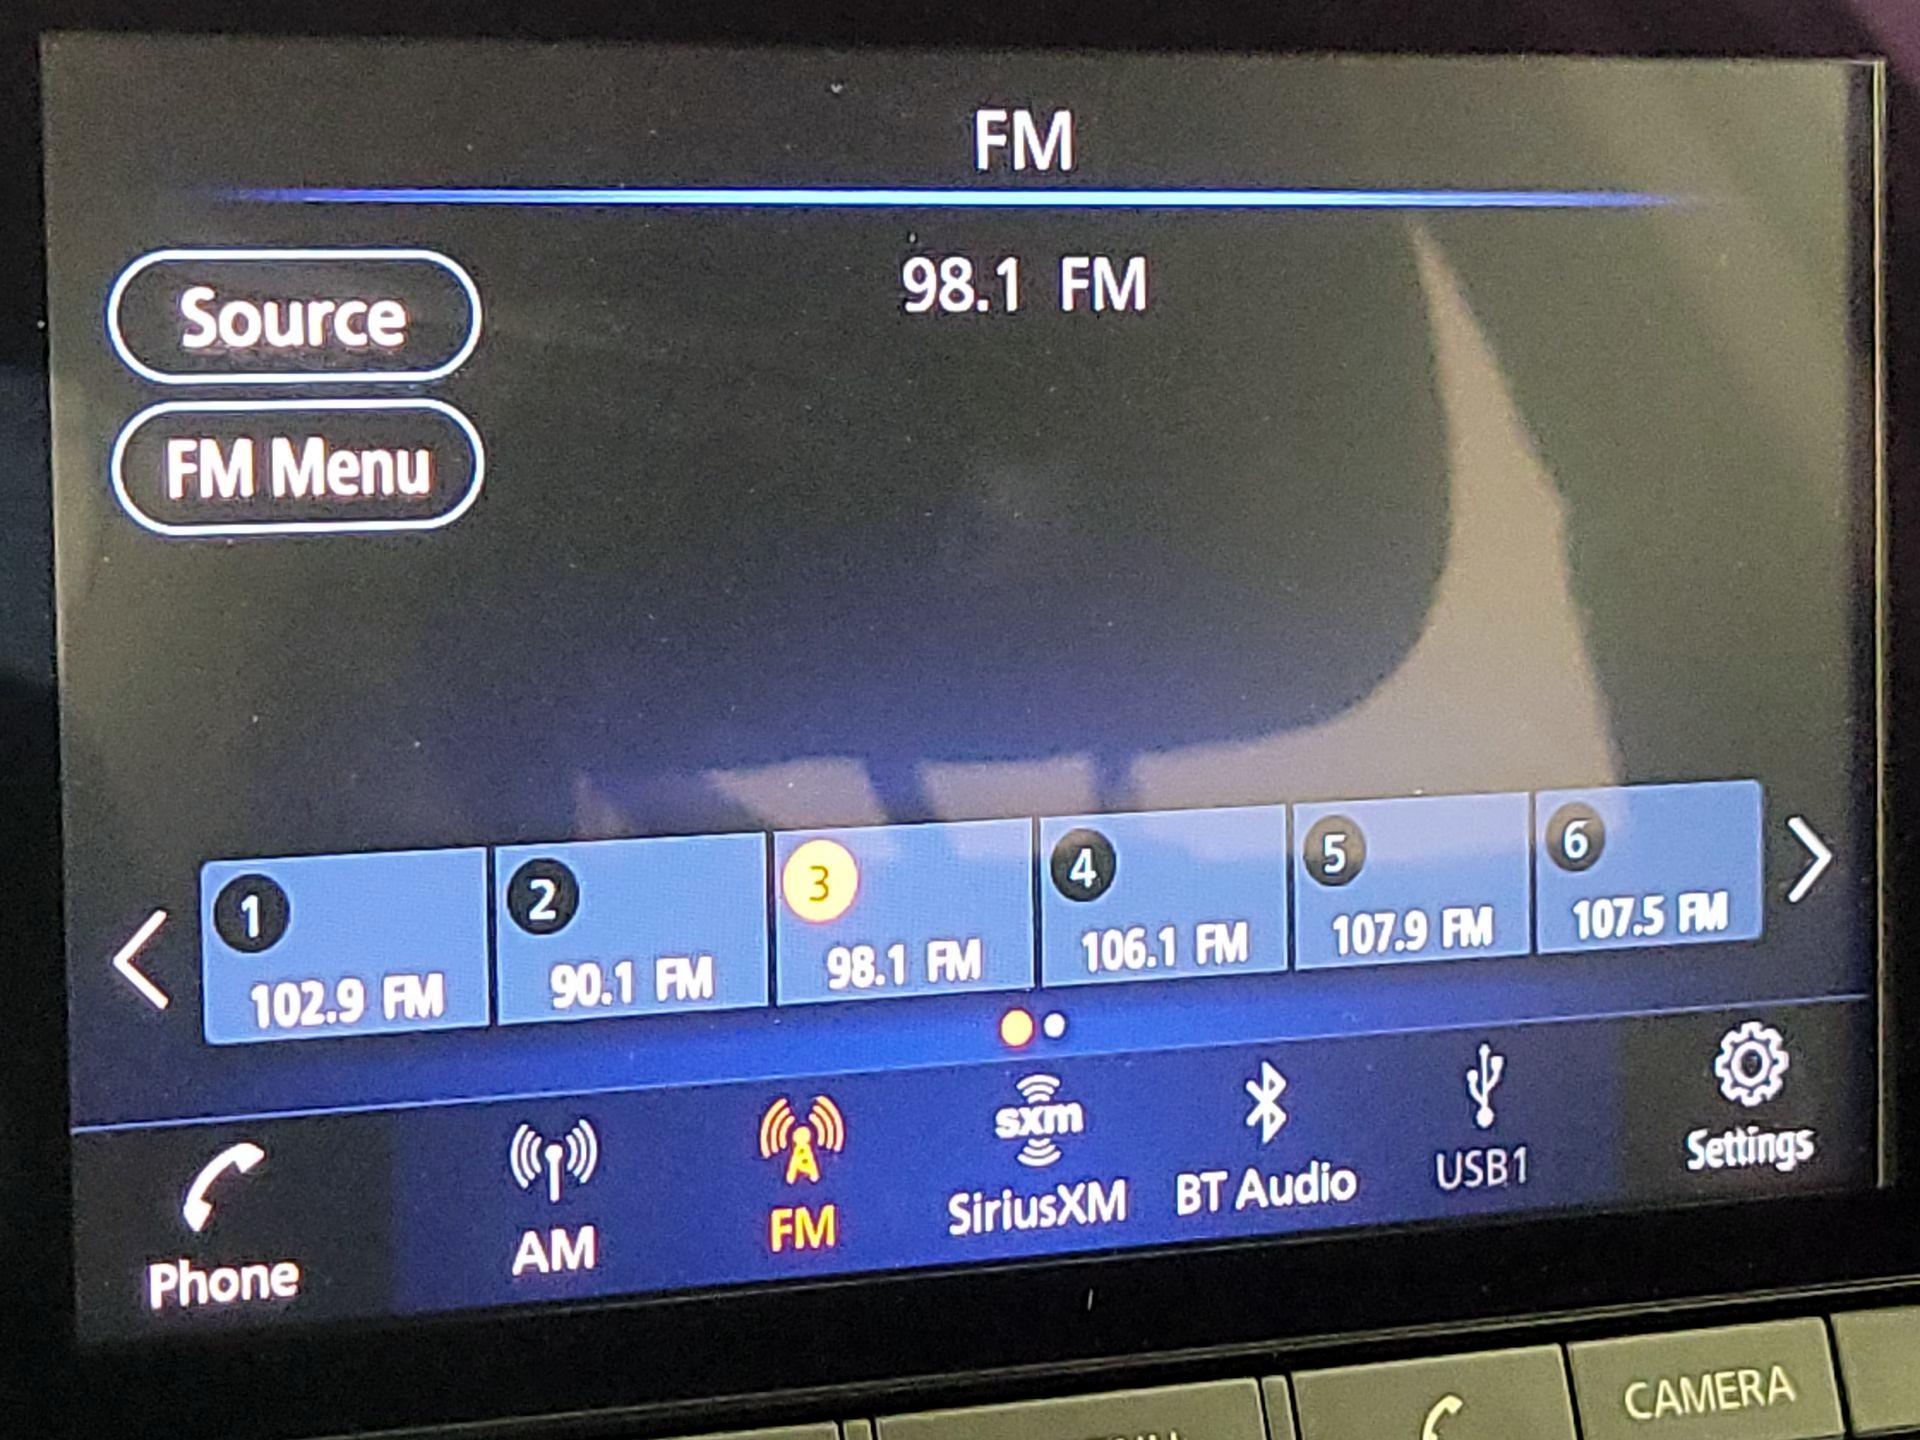 FM
98.1 FM
Source
FM Menu
1 2 3 4 5 6
102.9 FM 90.1 FM 98.1 FM 106.1 FM 107.9 FM 107.5 FM
sxm
Phone AM FM SiriusXM BT Audio USB1 Settings
CAMERA